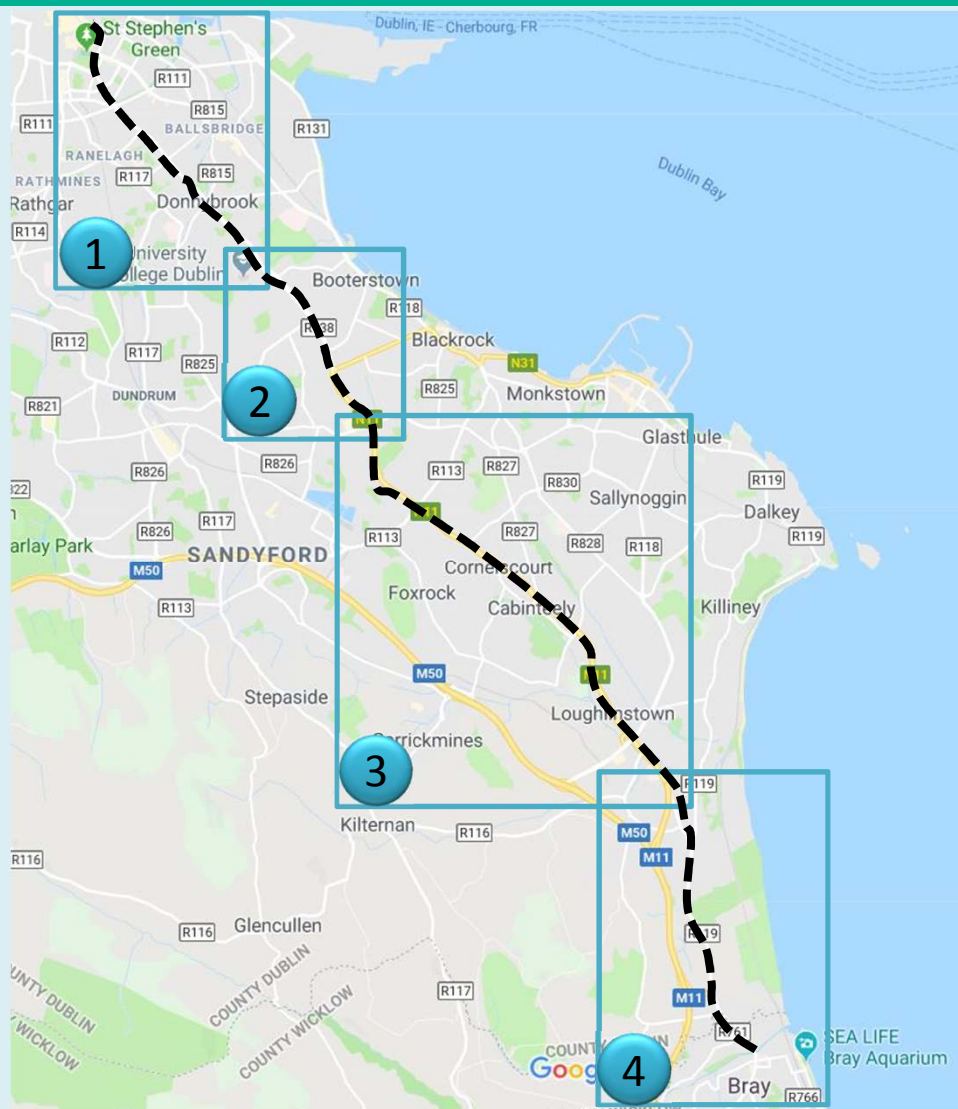 Dublin, IE - Cherbourg, FR
St Stephen's
Green
R111
R815
R111
BALLSBRIDGE
R131
RANELAGH
R815
Dublin Bay
RATHMINES
R117
Rathgar
Donnybrook
R114
1
University
College Dublin
Booterstown
R118
R138
R112
R117
Blackrock
R825
N31
DUNDRUM
R825
Monkstown
R821
2
N11
Glasthule
R826
R826
R113
R827
R830
R119
Sallynoggin
Dalkey
R117
N11
R826
R113
R827
R828
R118
R119
arlay Park
SANDYFORD
M50
Cornelscourt
Foxrock
R113
Cabinteely
Killiney
M50
N11
Stepaside
Loughlinstown
Carrickmines
3
R119
Kilternan
R116
M50
R116
M11
Glencullen
R116
R119
COUNTY DUBLIN
COUNTY WICKLOW
R117
M11
UNTY DUBLIN
WICKLOW
R761
SEA LIFE
Bray Aquarium
4
Bray
R766